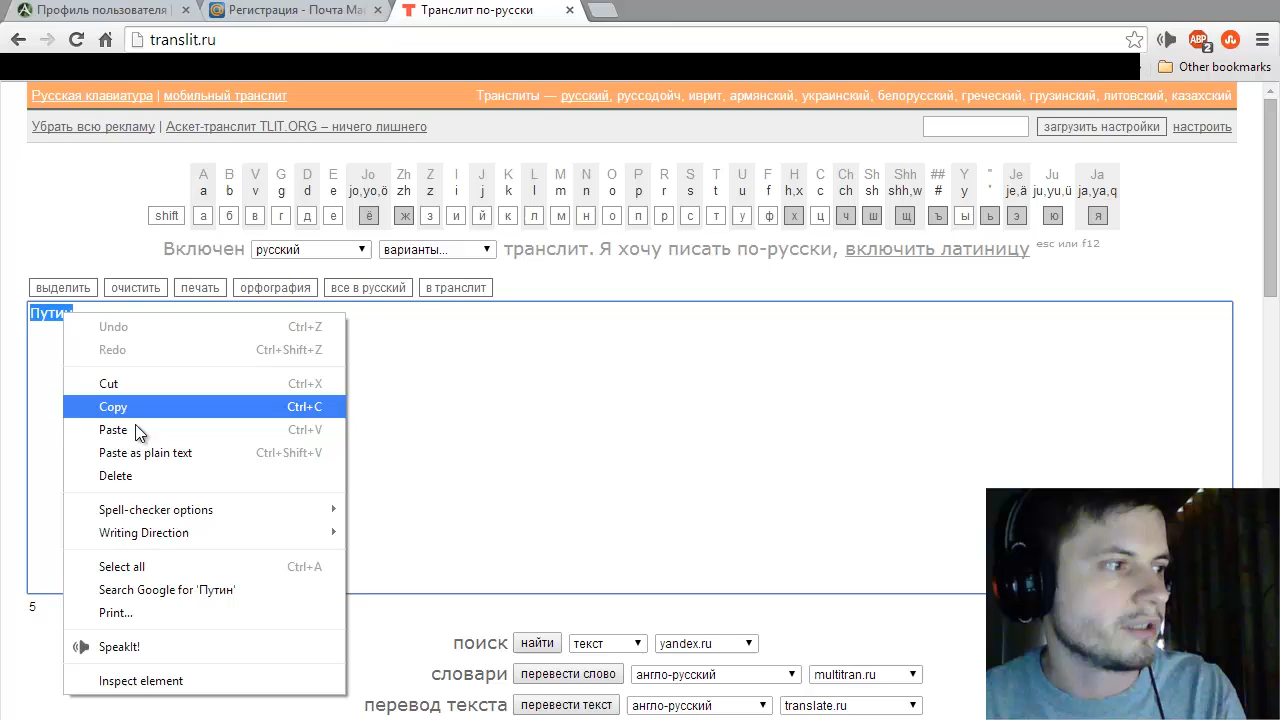 Профиль пользователя
Регистрация - Почта Ма
Транслит по-русски
translit.ru
ABP
2
Other bookmarks
Русская клавиатура | мобильный транслит
Транслиты — русский, руссодойч, иврит, армянский, украинский, белорусский, греческий, грузинский, литовский, казахский
Убрать всю рекламу | Аскет-транслит TLIT.ORG – ничего лишнего
загрузить настройки
настроить
A B V G D E Jo Zh Z I J K L M N O P R S T U F H C Ch Sh Shh ## Y " Je Ju Ja
a b v g d e jo,yo,ö zh z i j k l m n o p r s t u f h,x c ch sh shh,w # y ' je,ä ju,yu,ü ja,ya,q
shift а б в г д е ё ж з и й к л м н о п р с т у ф х ц ч ш щ ъ ы ь э ю я
Включен русский варианты... транслит. Я хочу писать по-русски, включить латиницу esc или f12
выделить очистить печать орфография все в русский в транслит
Путин
Undo Ctrl+Z
Redo Ctrl+Shift+Z
Cut Ctrl+X
Copy Ctrl+C
Paste Ctrl+V
Paste as plain text Ctrl+Shift+V
Delete
Spell-checker options
Writing Direction
Select all Ctrl+A
Search Google for 'Путин'
Print...
SpeakIt!
Inspect element
5
поиск найти текст yandex.ru
словари перевести слово англо-русский multitran.ru
перевод текста перевести текст англо-русский translate.ru